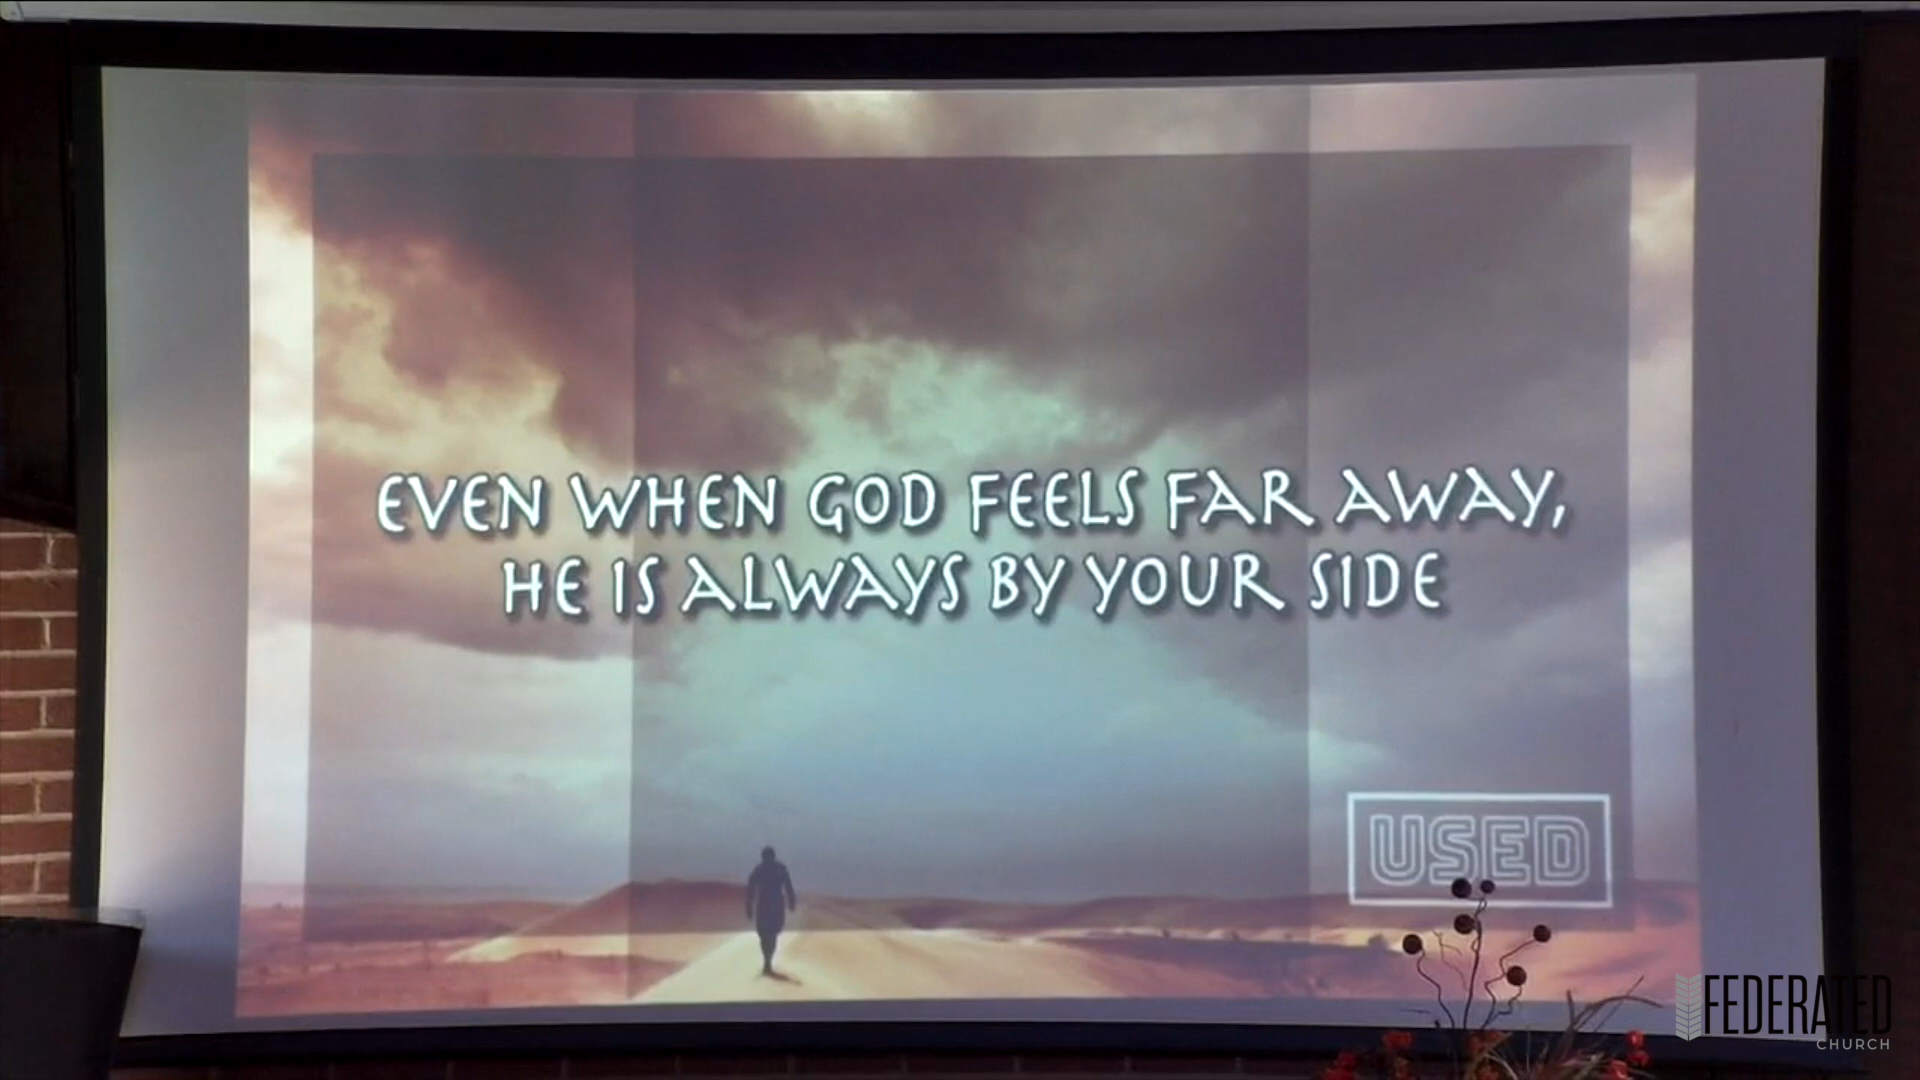 EVEN WHEN GOD FEELS FAR AWAY,
HE IS ALWAYS BY YOUR SIDE
USED
FEDERATED
CHURCH